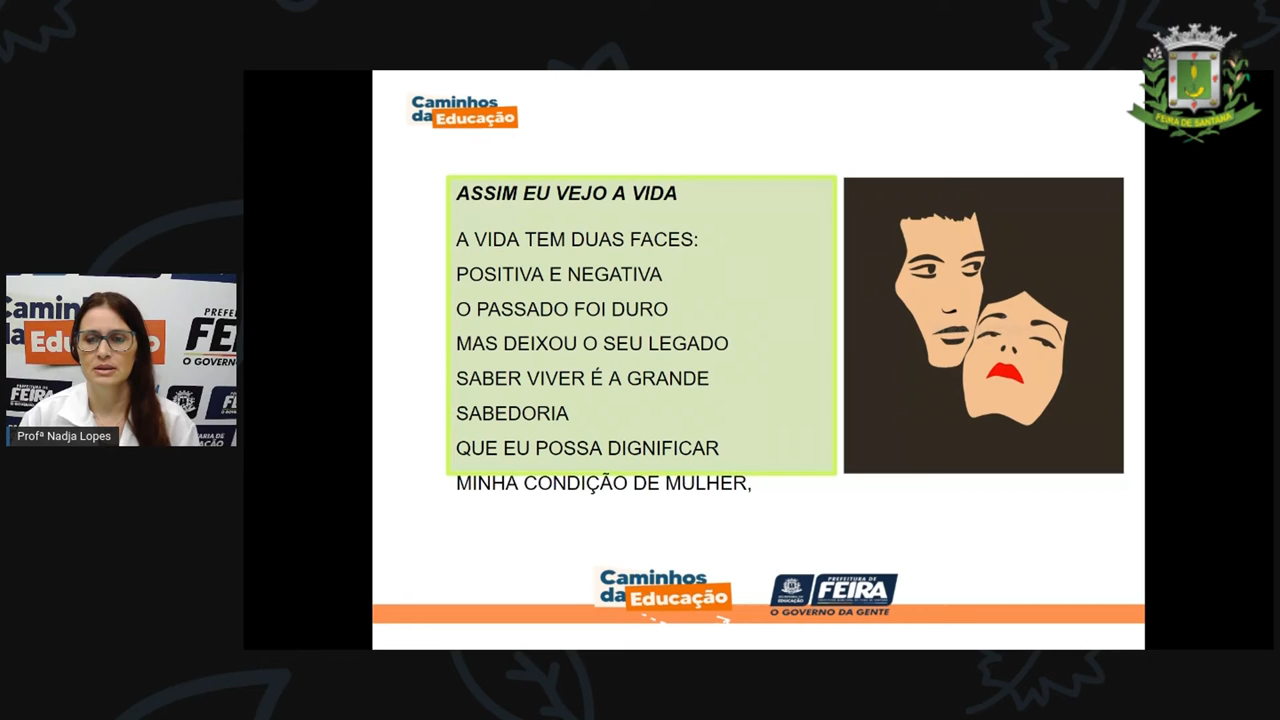 FEIRA DE SANTANA
Caminhos
da Educação
ASSIM EU VEJO A VIDA
A VIDA TEM DUAS FACES:
POSITIVA E NEGATIVA
O PASSADO FOI DURO
MAS DEIXOU O SEU LEGADO
SABER VIVER É A GRANDE
SABEDORIA
QUE EU POSSA DIGNIFICAR
MINHA CONDIÇÃO DE MULHER,
Profª Nadja Lopes
Caminhos
da Educação
PREFEITURA DE
FEIRA
O GOVERNO DA GENTE